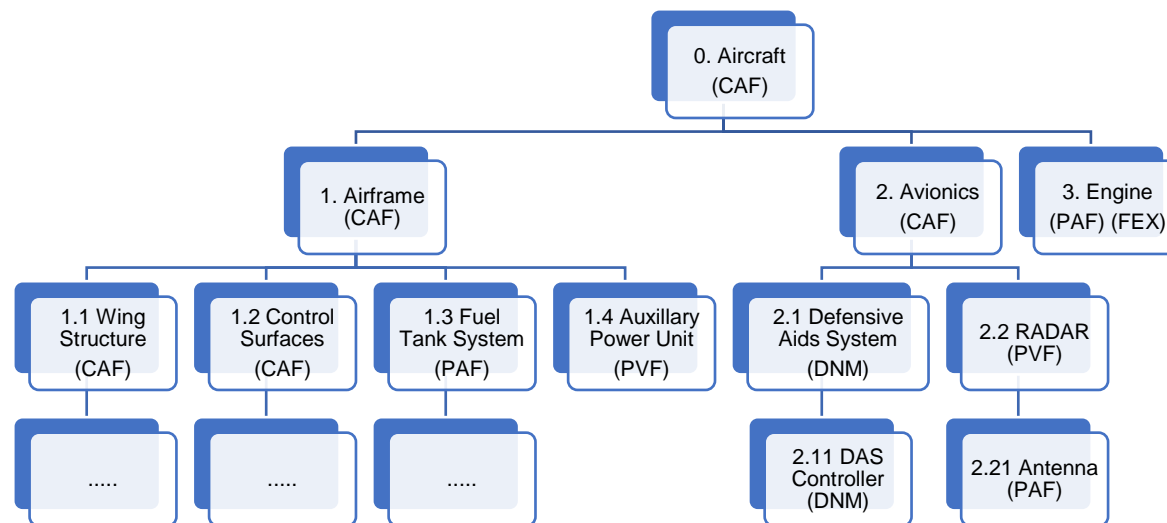 0. Aircraft
(CAF)
1. Airframe
(CAF)
2. Avionics
(CAF)
3. Engine
(PAF) (FEX)
1.1 Wing
Structure
(CAF)
1.2 Control
Surfaces
(CAF)
1.3 Fuel
Tank System
(PAF)
1.4 Auxillary
Power Unit
(PVF)
2.1 Defensive
Aids System
(DNM)
2.2 RADAR
(PVF)
.....
.....
.....
2.11 DAS
Controller
(DNM)
2.21 Antenna
(PAF)